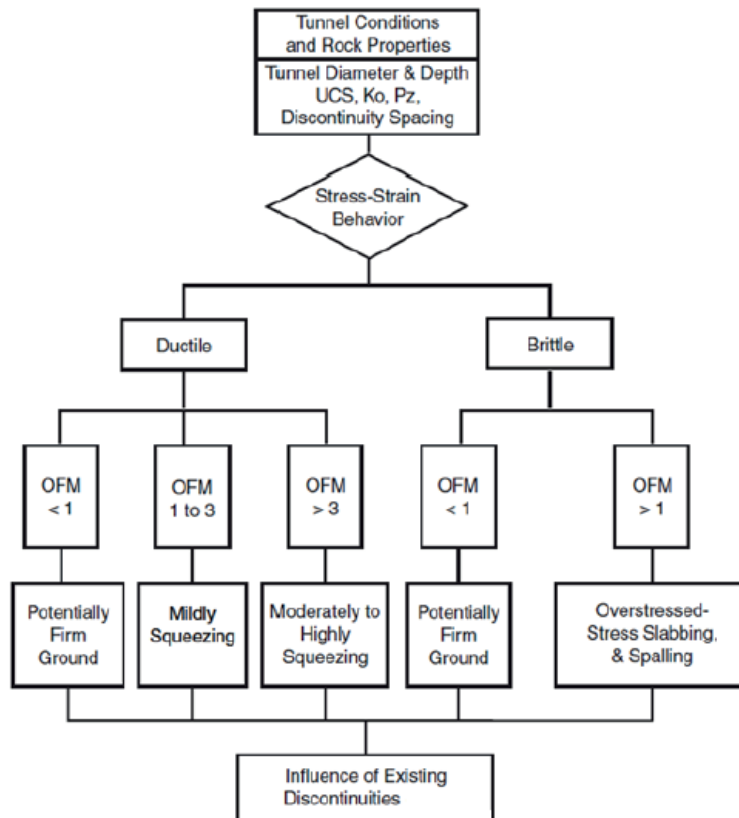 Tunnel Conditions
and Rock Properties
Tunnel Diameter & Depth
UCS, Ko, Pz,
Discontinuity Spacing
Stress-Strain
Behavior
Ductile
Brittle
OFM
< 1
OFM
1 to 3
OFM
> 3
OFM
< 1
OFM
> 1
Potentially
Firm
Ground
Mildly
Squeezing
Moderately to
Highly
Squeezing
Potentially
Firm
Ground
Overstressed-
Stress Slabbing,
& Spalling
Influence of Existing
Discontinuities